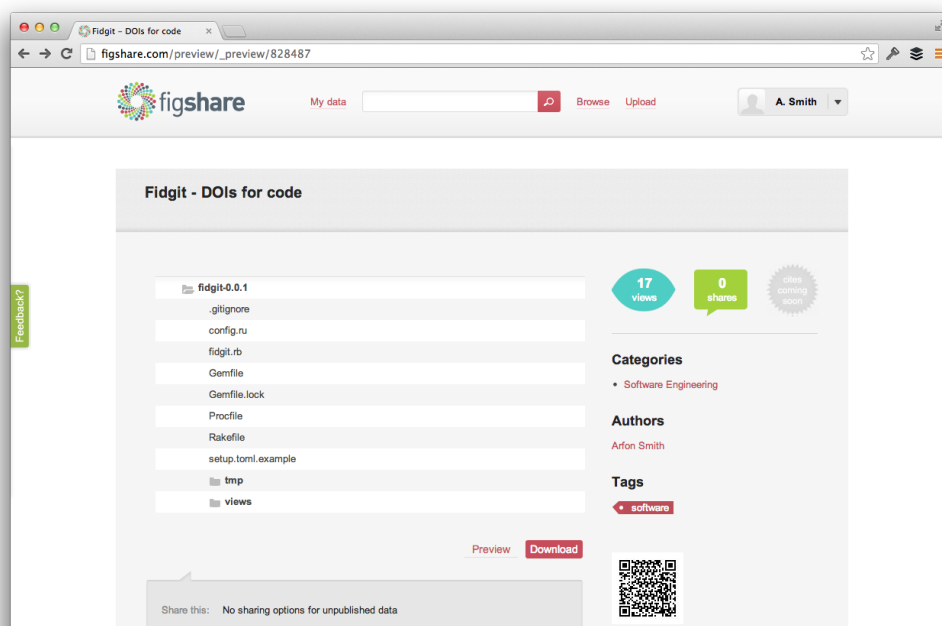 Fidgit - DOIs for code
figshare.com/preview/_preview/828487
figshare
My data
Browse
Upload
A. Smith
Fidgit - DOIs for code
Feedback?
fidgit-0.0.1
.gitignore
config.ru
fidgit.rb
Gemfile
Gemfile.lock
Procfile
Rakefile
setup.toml.example
tmp
views
Preview
Download
Share this: No sharing options for unpublished data
17
views
0
shares
cites
coming
soon
Categories
• Software Engineering
Authors
Arfon Smith
Tags
software